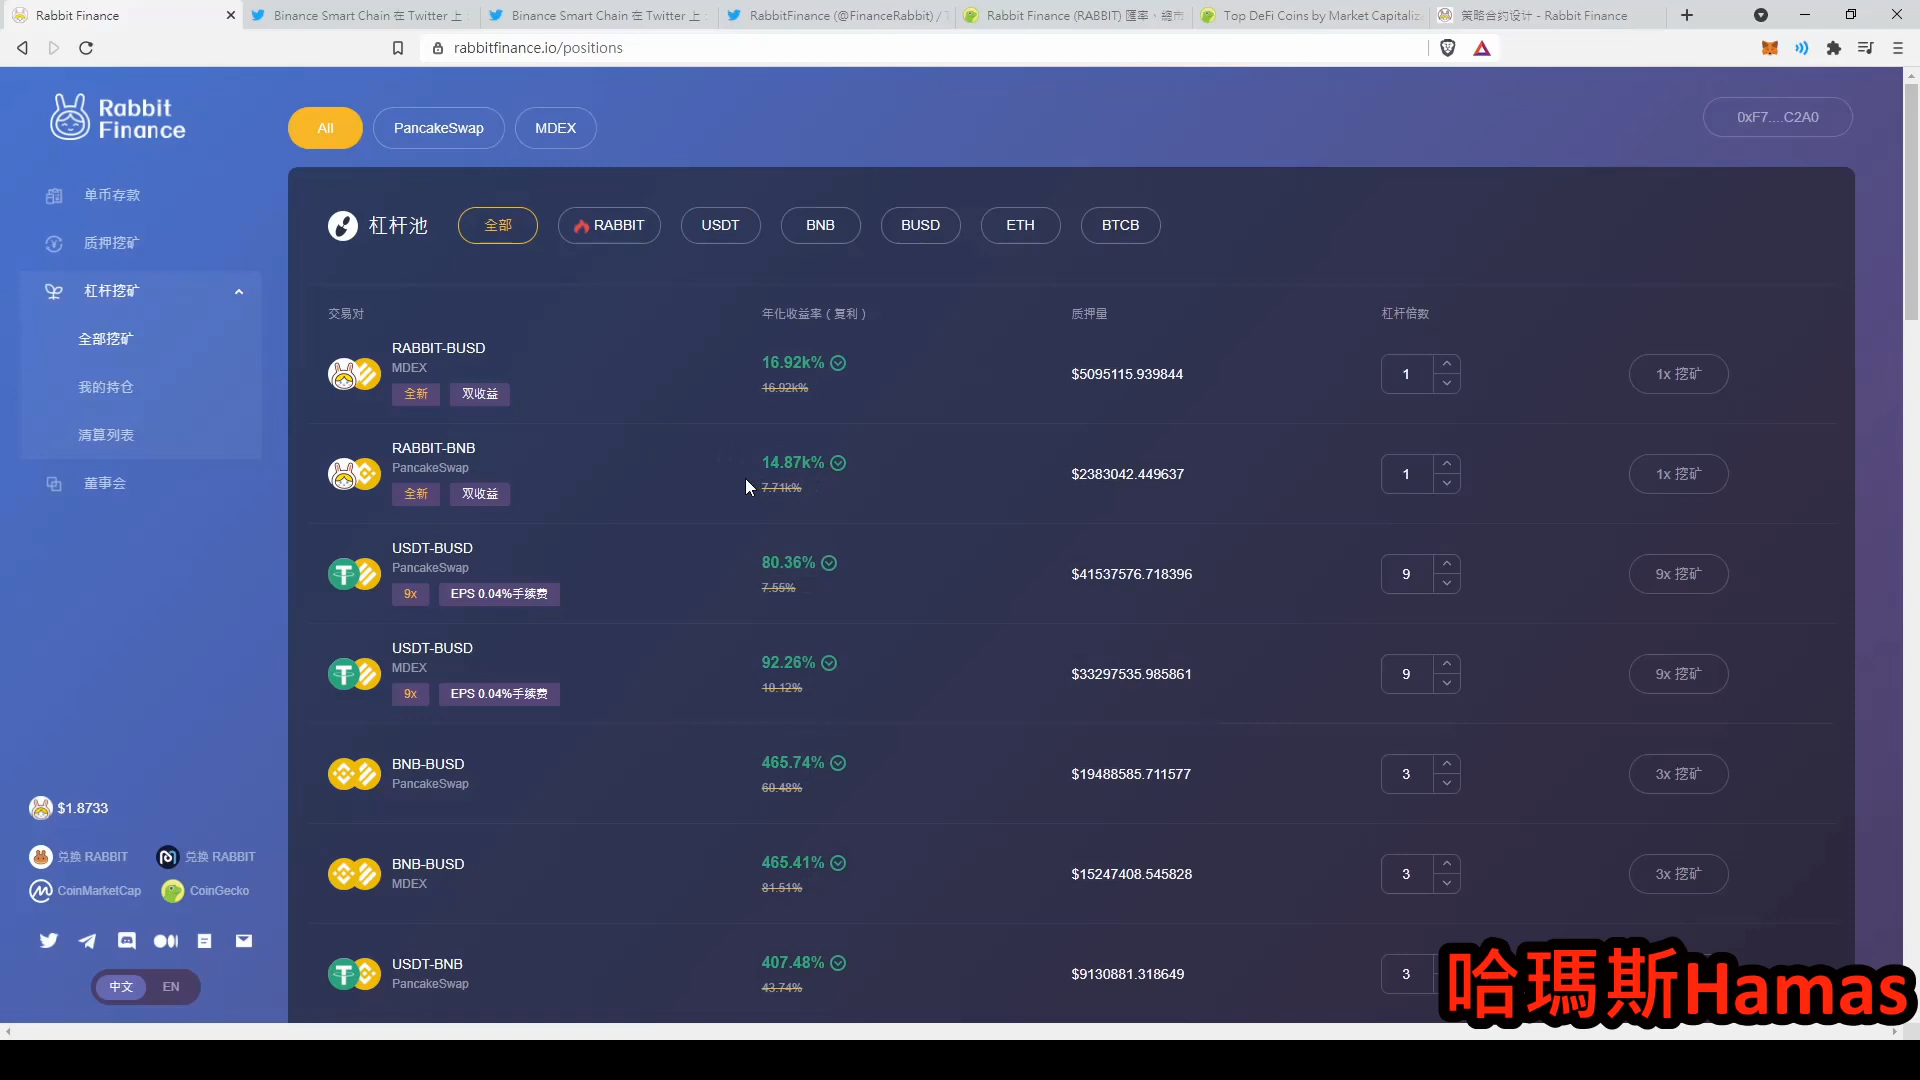 Rabbit Finance
Binance Smart Chain 在 Twitter 上
Binance Smart Chain 在 Twitter 上
RabbitFinance (@FinanceRabbit) /
Rabbit Finance (RABBIT) 匯率、總市
Top DeFi Coins by Market Capitaliz
策略合约设计 - Rabbit Finance
rabbitfinance.io/positions
Rabbit
Finance
All
PancakeSwap
MDEX
0xF7....C2A0
单币存款
质押挖矿
杠杆挖矿
全部挖矿
我的持仓
清算列表
董事会
杠杆池
全部
RABBIT
USDT
BNB
BUSD
ETH
BTCB
交易对
年化收益率 ( 复利 )
质押量
杠杆倍数
RABBIT-BUSD
MDEX
全新
双收益
16.92k%
16.92k%
$5095115.939844
1
1x 挖矿
RABBIT-BNB
PancakeSwap
全新
双收益
14.87k%
7.71k%
$2383042.449637
1
1x 挖矿
USDT-BUSD
PancakeSwap
9x
EPS 0.04%手续费
80.36%
7.55%
$41537576.718396
9
9x 挖矿
USDT-BUSD
MDEX
9x
EPS 0.04%手续费
92.26%
10.12%
$33297535.985861
9
9x 挖矿
BNB-BUSD
PancakeSwap
465.74%
60.48%
$19488585.711577
3
3x 挖矿
BNB-BUSD
MDEX
465.41%
81.51%
$15247408.545828
3
3x 挖矿
USDT-BNB
PancakeSwap
407.48%
43.74%
$9130881.318649
3
$1.8733
兑换 RABBIT
兑换 RABBIT
CoinMarketCap
CoinGecko
中文
EN
哈瑪斯Hamas